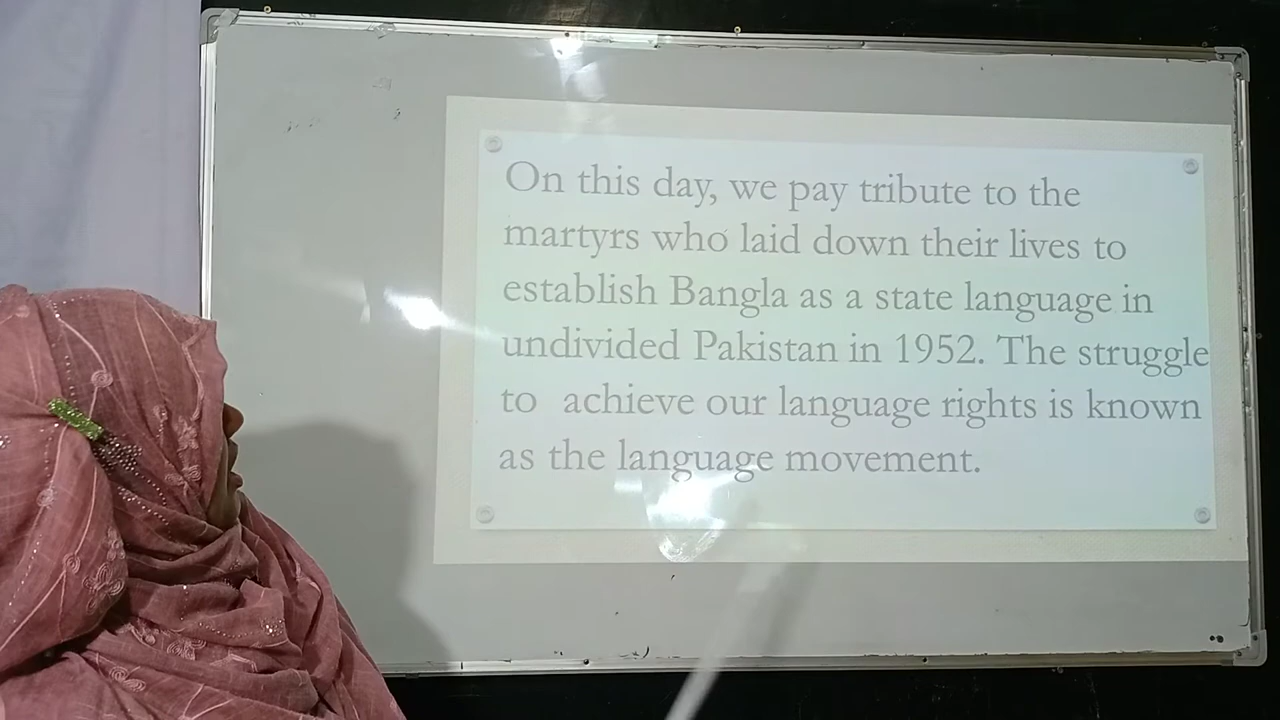 On this day, we pay tribute to the
martyrs who laid down their lives to
establish Bangla as a state language in
undivided Pakistan in 1952. The struggle
to achieve our language rights is known
as the language movement.